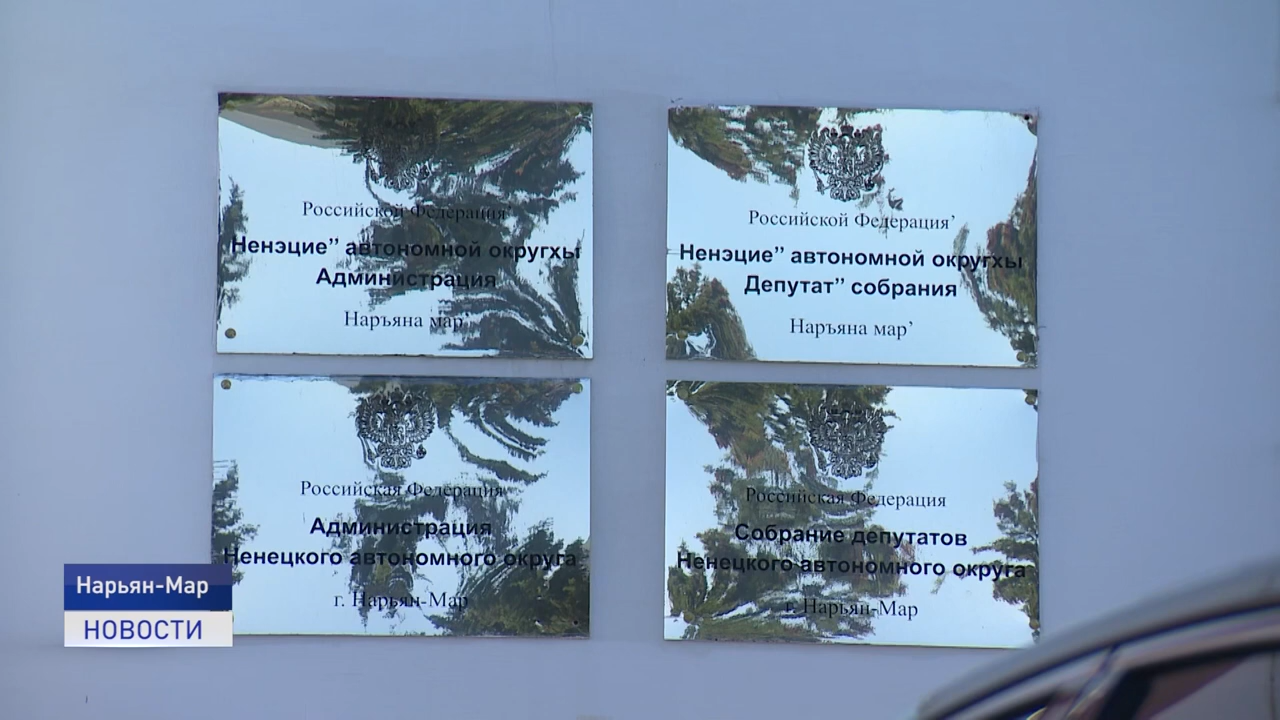 Российской Федерация’
Ненэцие” автономной округхы
Администрация
Наръяна мар’
Российской Федерация’
Ненэцие” автономной округхы
Депутат” собрания
Наръяна мар’
Российская Федерация
Администрация
Ненецкого автономного округа
г. Нарьян-Мар
Российская Федерация
Собрание депутатов
Ненецкого автономного округа
г. Нарьян-Мар
Нарьян-Мар
НОВОСТИ